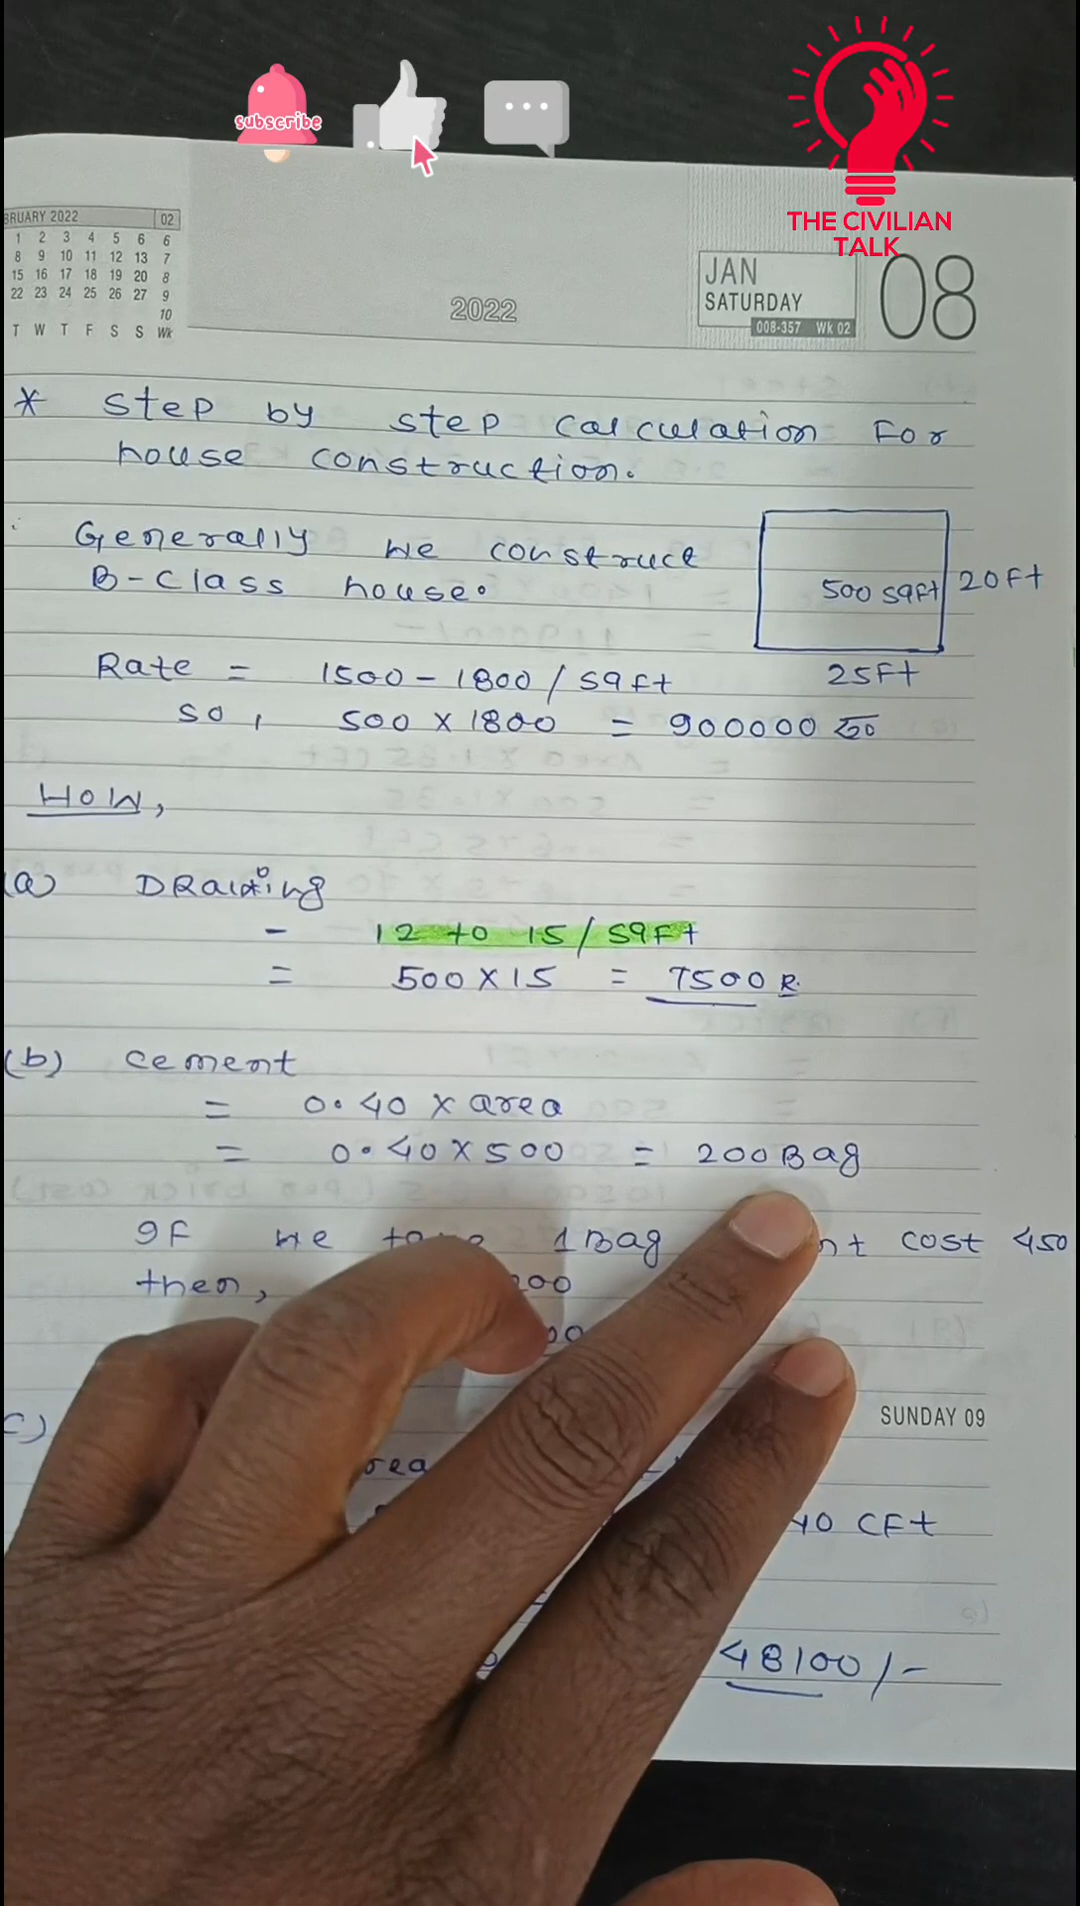 subscribe
THE CIVILIAN
TALK
BRUARY 2022 02
1 2 3 4 5 6 6
8 9 10 11 12 13 7
15 16 17 18 19 20 8
22 23 24 25 26 27 9
10
T W T F S S Wk
2022
JAN
SATURDAY
008-357 Wk 02
08
* Step by step calculation For
house construction.
Generally we construct
B-Class house.
500 sqft 20Ft
25Ft
Rate = 1500-1800/sqft
so, 500 x 1800 = 900000
HOW,
(a) DRawing
- 12 to 15/sqFt
= 500 X 15 = 7500 R.
(b) cement
= 0.40 x area
= 0.40 x 500 = 200 Bag
If we 1 Bag cost 450
then,
SUNDAY 09
40 CFt
48100/-